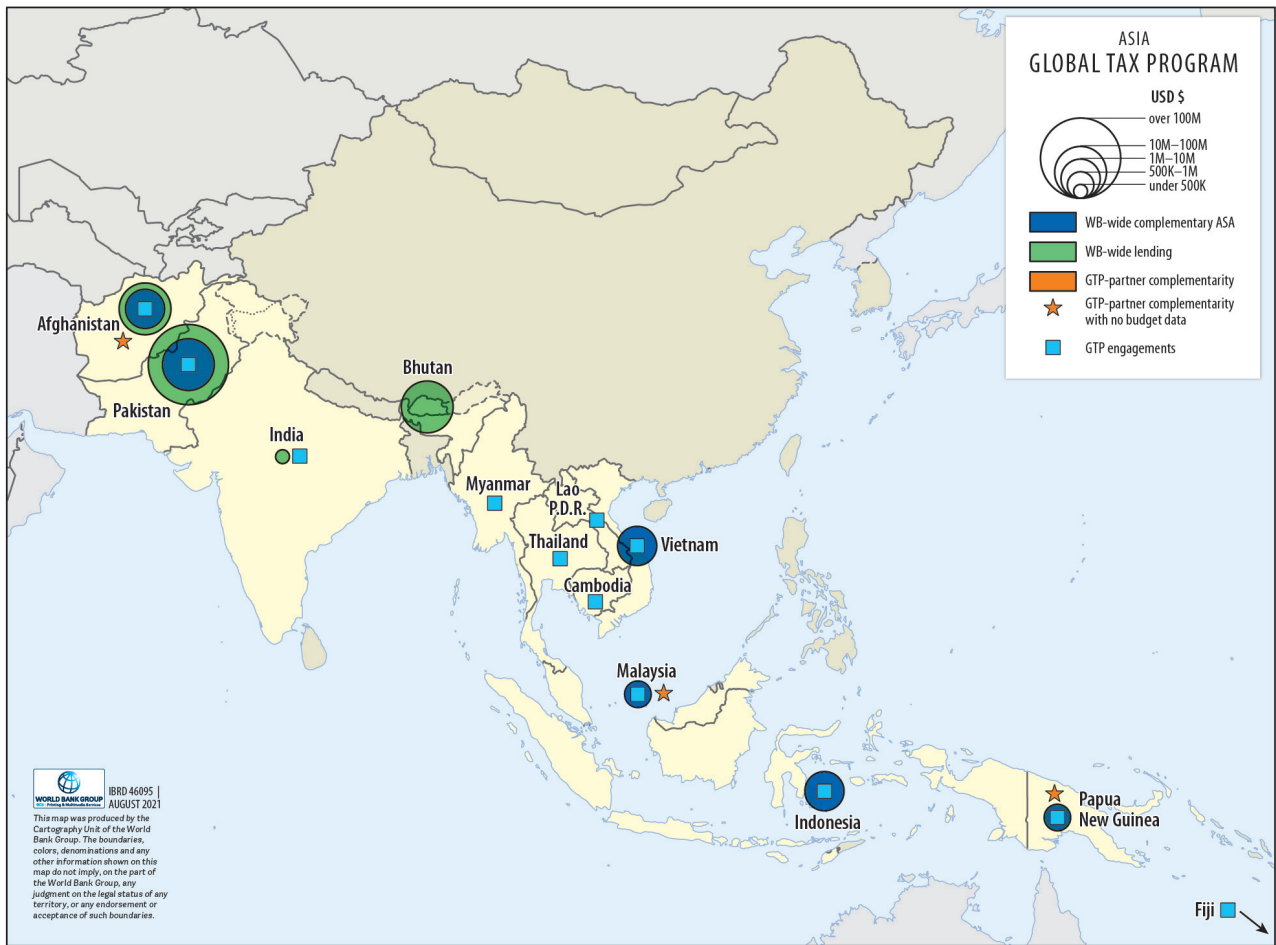 ASIA
GLOBAL TAX PROGRAM
USD $
over 100M
10M–100M
1M–10M
500K–1M
under 500K
WB-wide complementary ASA
WB-wide lending
GTP-partner complementarity
GTP-partner complementarity
with no budget data
GTP engagements
Afghanistan
Pakistan
Bhutan
India
Myanmar
Lao
P.D.R.
Thailand
Vietnam
Cambodia
Malaysia
Indonesia
Papua
New Guinea
Fiji
WORLD BANK GROUP
Printing & Multimedia Services
IBRD 46095 |
AUGUST 2021
This map was produced by the
Cartography Unit of the World
Bank Group. The boundaries,
colors, denominations and any
other information shown on this
map do not imply, on the part of
the World Bank Group, any
judgment on the legal status of any
territory, or any endorsement or
acceptance of such boundaries.